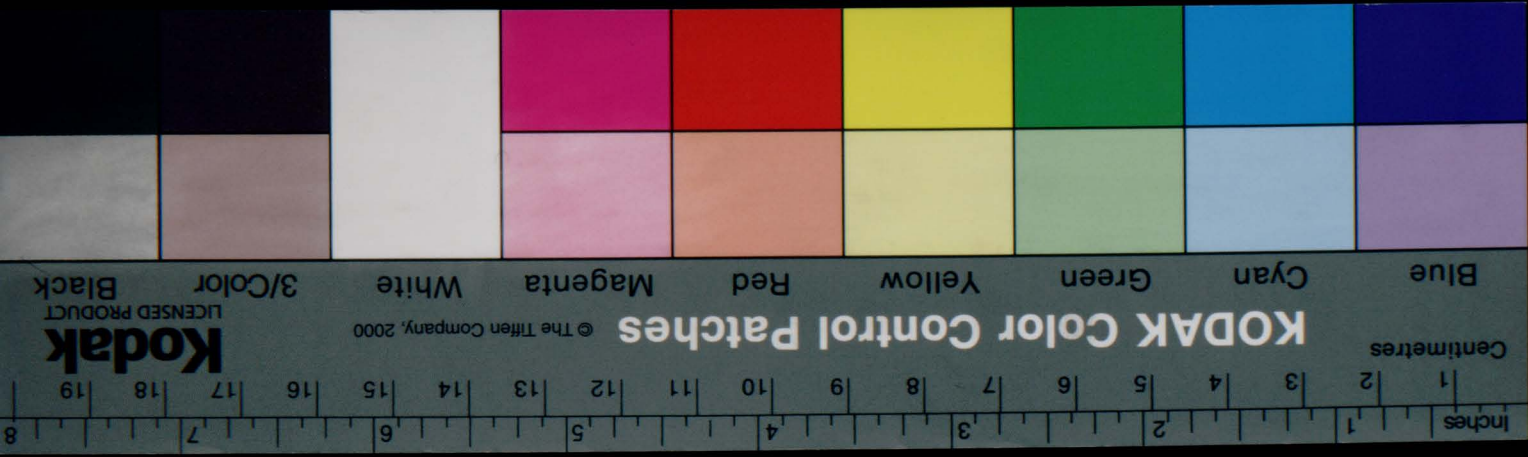 Inches 1 2 3 4 5 6 7 8
Centimetres 1 2 3 4 5 6 7 8 9 10 11 12 13 14 15 16 17 18 19
KODAK Color Control Patches © The Tiffen Company, 2000 Kodak
LICENSED PRODUCT
Blue Cyan Green Yellow Red Magenta White 3/Color Black